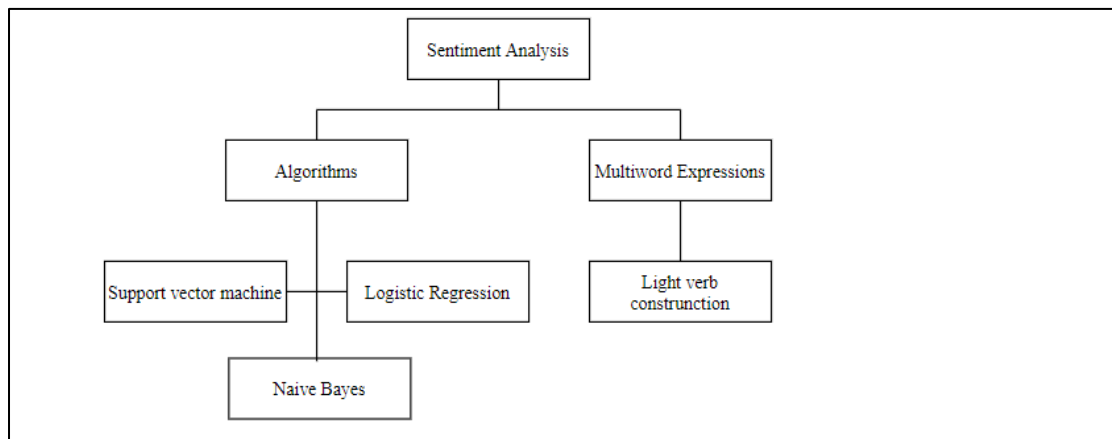 Sentiment Analysis
Algorithms
Multiword Expressions
Support vector machine
Logistic Regression
Light verb
construnction
Naive Bayes